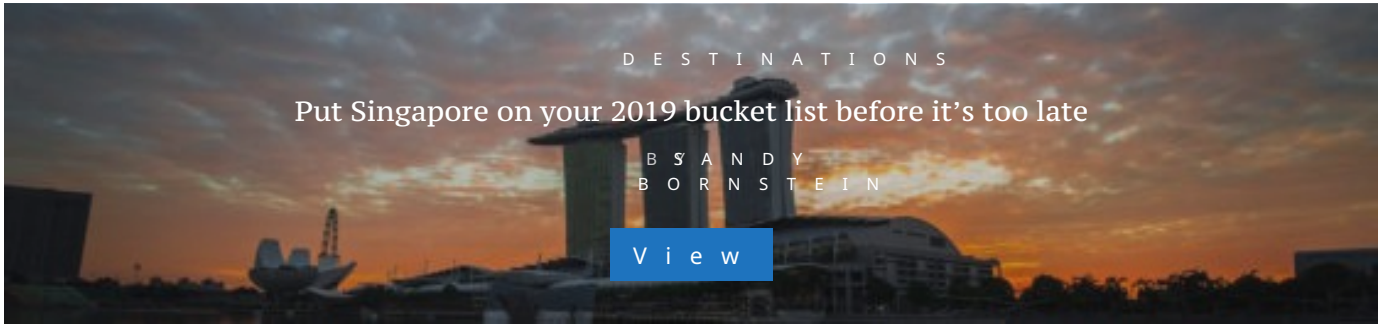 DESTINATIONS
Put Singapore on your 2019 bucket list before it’s too late
BY SANDY
BORNSTEIN
View